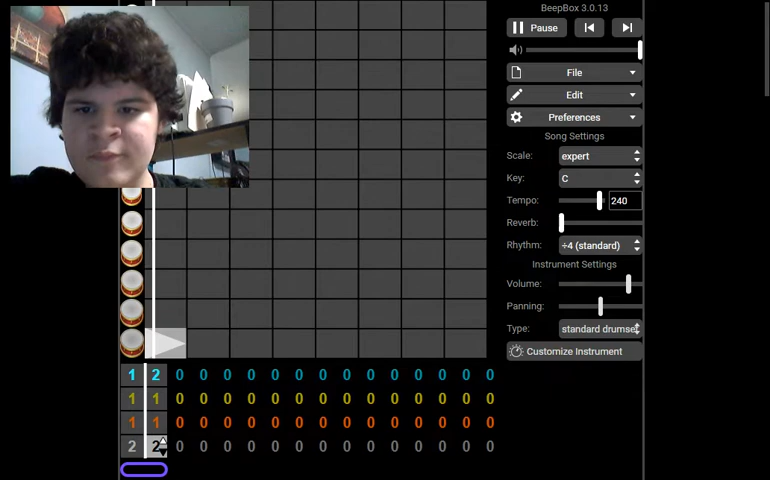 BeepBox 3.0.13
Pause
File
Edit
Preferences
Song Settings
Scale: expert
Key: C
Tempo: 240
Reverb:
Rhythm: ÷4 (standard)
Instrument Settings
Volume:
Panning:
Type: standard drumse
Customize Instrument
1 2 0 0 0 0 0 0 0 0 0 0 0 0 0 0
1 1 0 0 0 0 0 0 0 0 0 0 0 0 0 0
1 1 0 0 0 0 0 0 0 0 0 0 0 0 0 0
2 2 0 0 0 0 0 0 0 0 0 0 0 0 0 0